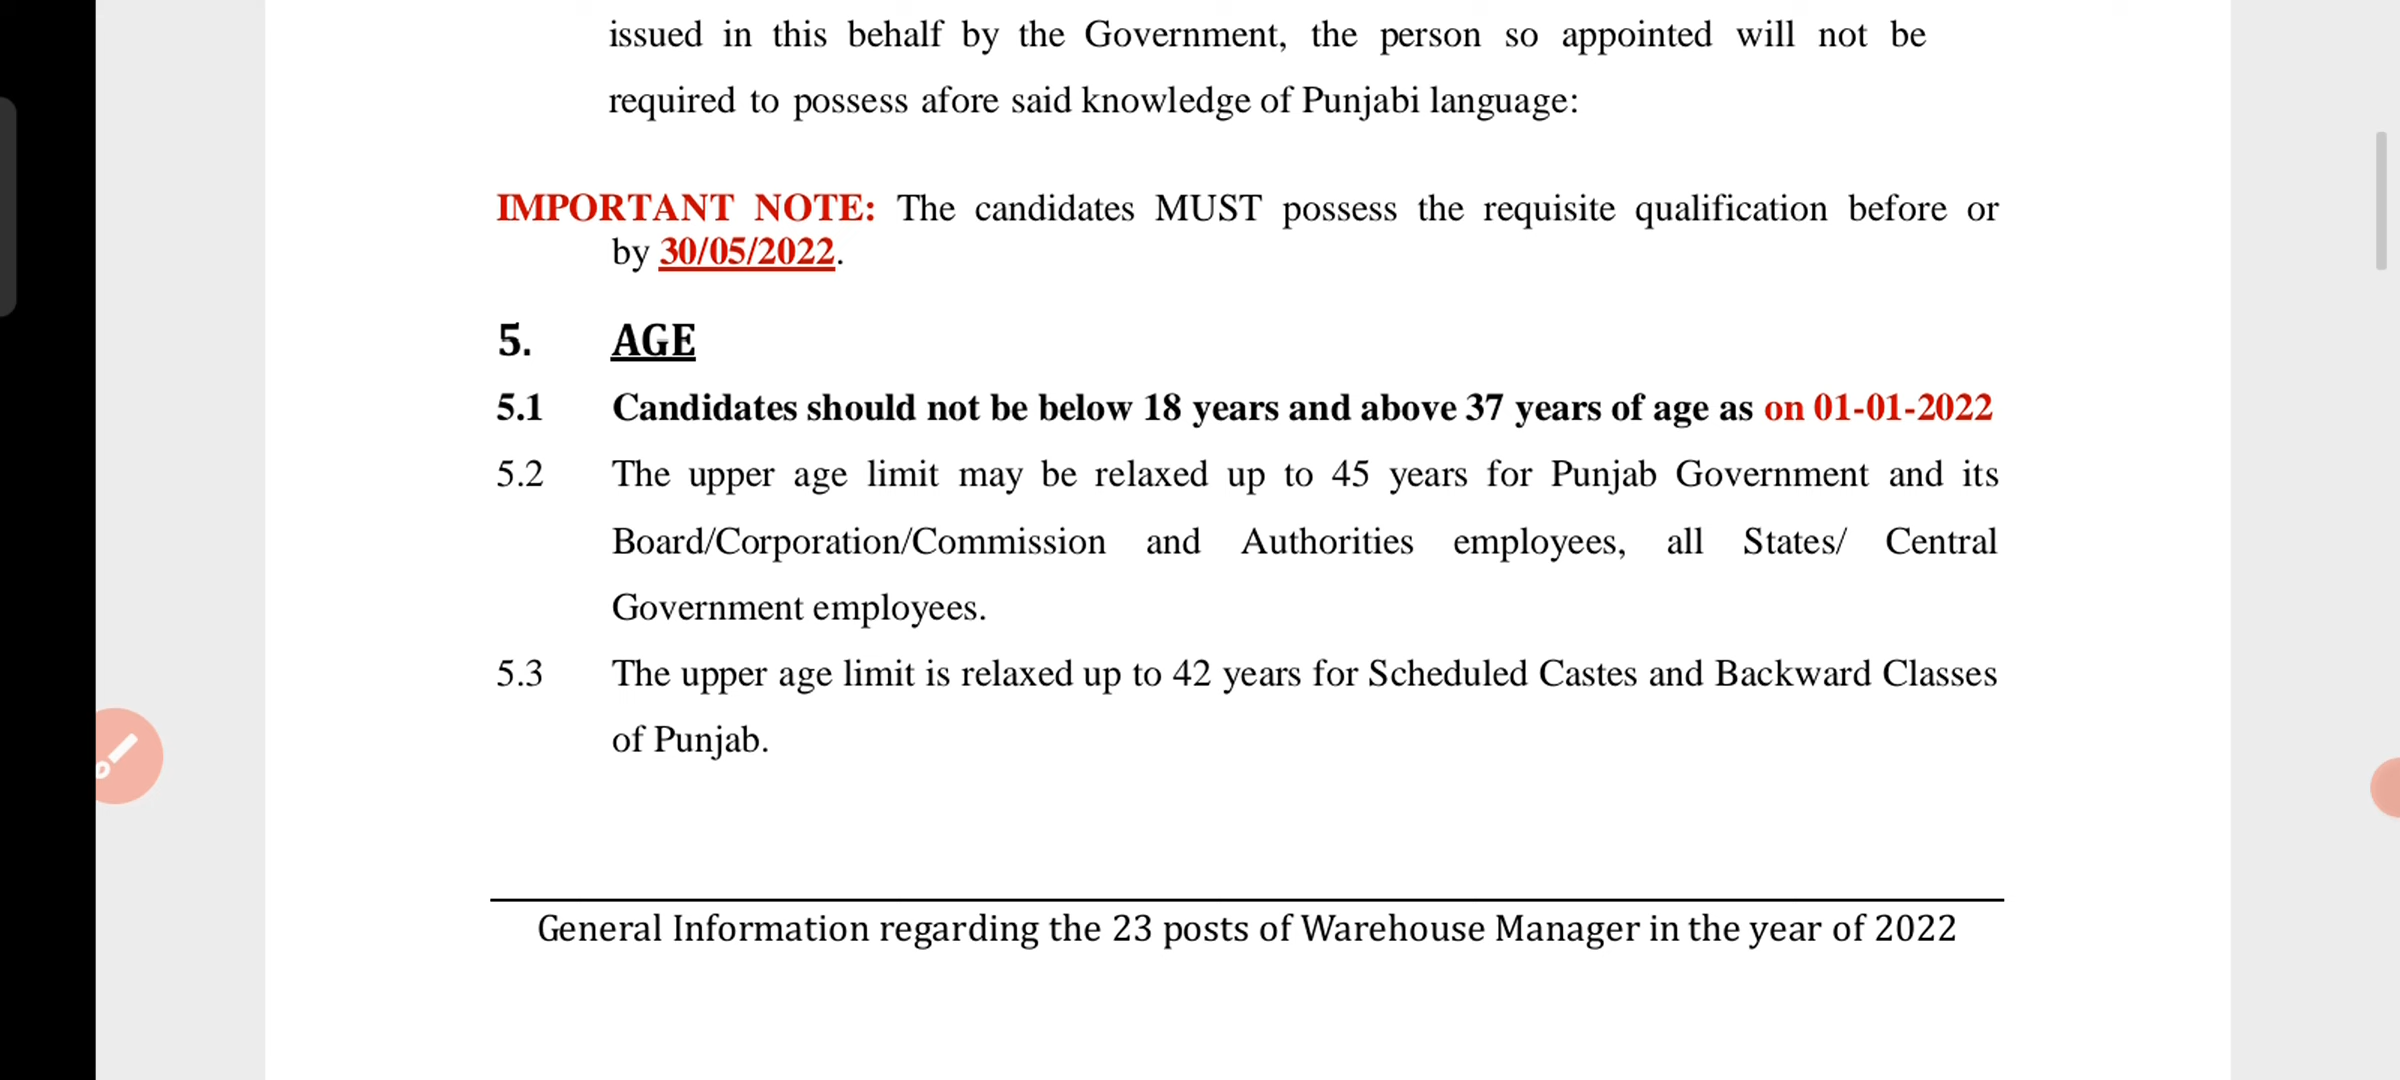 issued in this behalf by the Government, the person so appointed will not be
required to possess afore said knowledge of Punjabi language:
IMPORTANT NOTE: The candidates MUST possess the requisite qualification before or
by 30/05/2022.
5. AGE
5.1 Candidates should not be below 18 years and above 37 years of age as on 01-01-2022
5.2 The upper age limit may be relaxed up to 45 years for Punjab Government and its
Board/Corporation/Commission and Authorities employees, all States/ Central
Government employees.
5.3 The upper age limit is relaxed up to 42 years for Scheduled Castes and Backward Classes
of Punjab.
General Information regarding the 23 posts of Warehouse Manager in the year of 2022